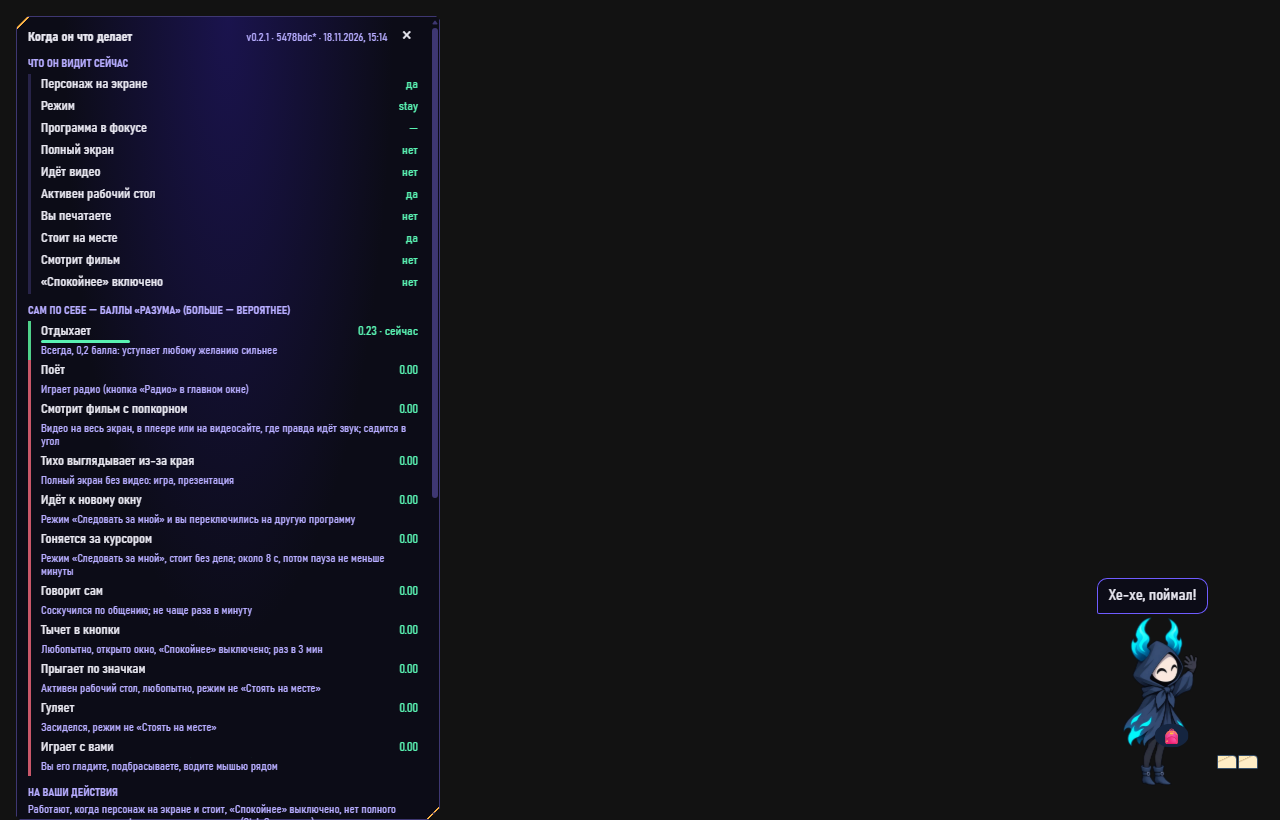 Когда он что делает
v0.2.1 · 5478bdc* · 18.11.2026, 15:14
×
ЧТО ОН ВИДИТ СЕЙЧАС
Персонаж на экране да
Режим stay
Программа в фокусе —
Полный экран нет
Идёт видео нет
Активен рабочий стол да
Вы печатаете нет
Стоит на месте да
Смотрит фильм нет
«Спокойнее» включено нет
САМ ПО СЕБЕ — БАЛЛЫ «РАЗУМА» (БОЛЬШЕ — ВЕРОЯТНЕЕ)
Отдыхает 0.23 · сейчас
Всегда, 0,2 балла: уступает любому желанию сильнее
Поёт 0.00
Играет радио (кнопка «Радио» в главном окне)
Смотрит фильм с попкорном 0.00
Видео на весь экран, в плеере или на видеосайте, где правда идёт звук; садится в
угол
Тихо выглядывает из-за края 0.00
Полный экран без видео: игра, презентация
Идёт к новому окну 0.00
Режим «Следовать за мной» и вы переключились на другую программу
Гоняется за курсором 0.00
Режим «Следовать за мной», стоит без дела; около 8 с, потом пауза не меньше
минуты
Говорит сам 0.00
Соскучился по общению; не чаще раза в минуту
Тычет в кнопки 0.00
Любопытно, открыто окно, «Спокойнее» выключено; раз в 3 мин
Прыгает по значкам 0.00
Активен рабочий стол, любопытно, режим не «Стоять на месте»
Гуляет 0.00
Засиделся, режим не «Стоять на месте»
Играет с вами 0.00
Вы его гладите, подбрасываете, водите мышью рядом
НА ВАШИ ДЕЙСТВИЯ
Работают, когда персонаж на экране и стоит, «Спокойнее» выключено, нет полного
Хе-хе, поймал!